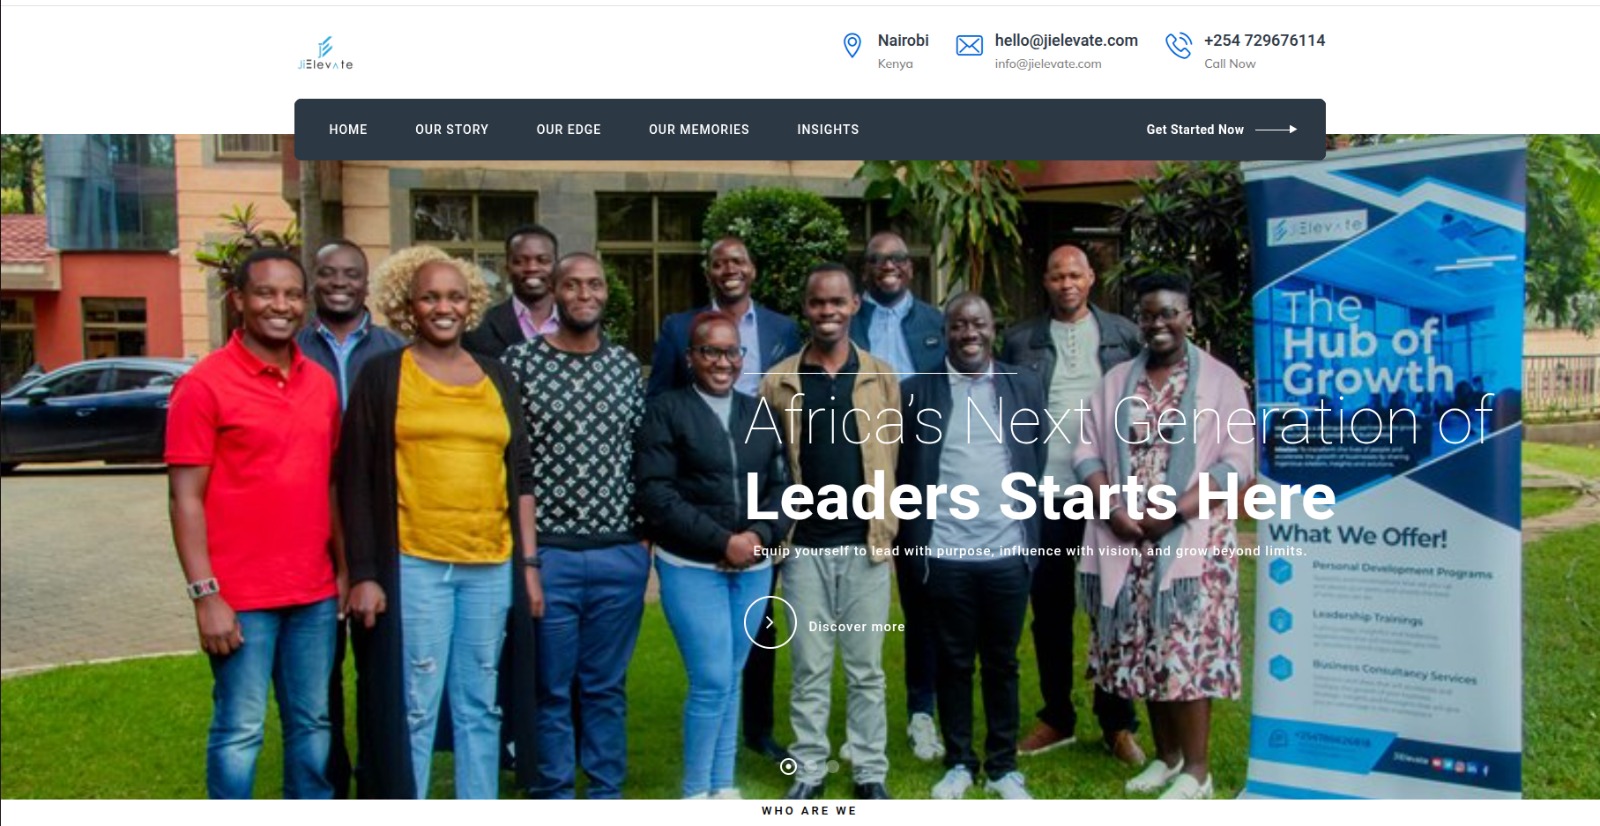 JiElevate
Nairobi
Kenya
hello@jielevate.com
info@jielevate.com
+254 729676114
Call Now
HOME
OUR STORY
OUR EDGE
OUR MEMORIES
INSIGHTS
Get Started Now
JiElevate
The
Hub of
Growth
Africa’s Next Generation of
Leaders Starts Here
Equip yourself to lead with purpose, influence with vision, and grow beyond limits.
Discover more
What We Offer!
Personal Development Programs
Leadership Trainings
Business Consultancy Services
JiElevate
WHO ARE WE